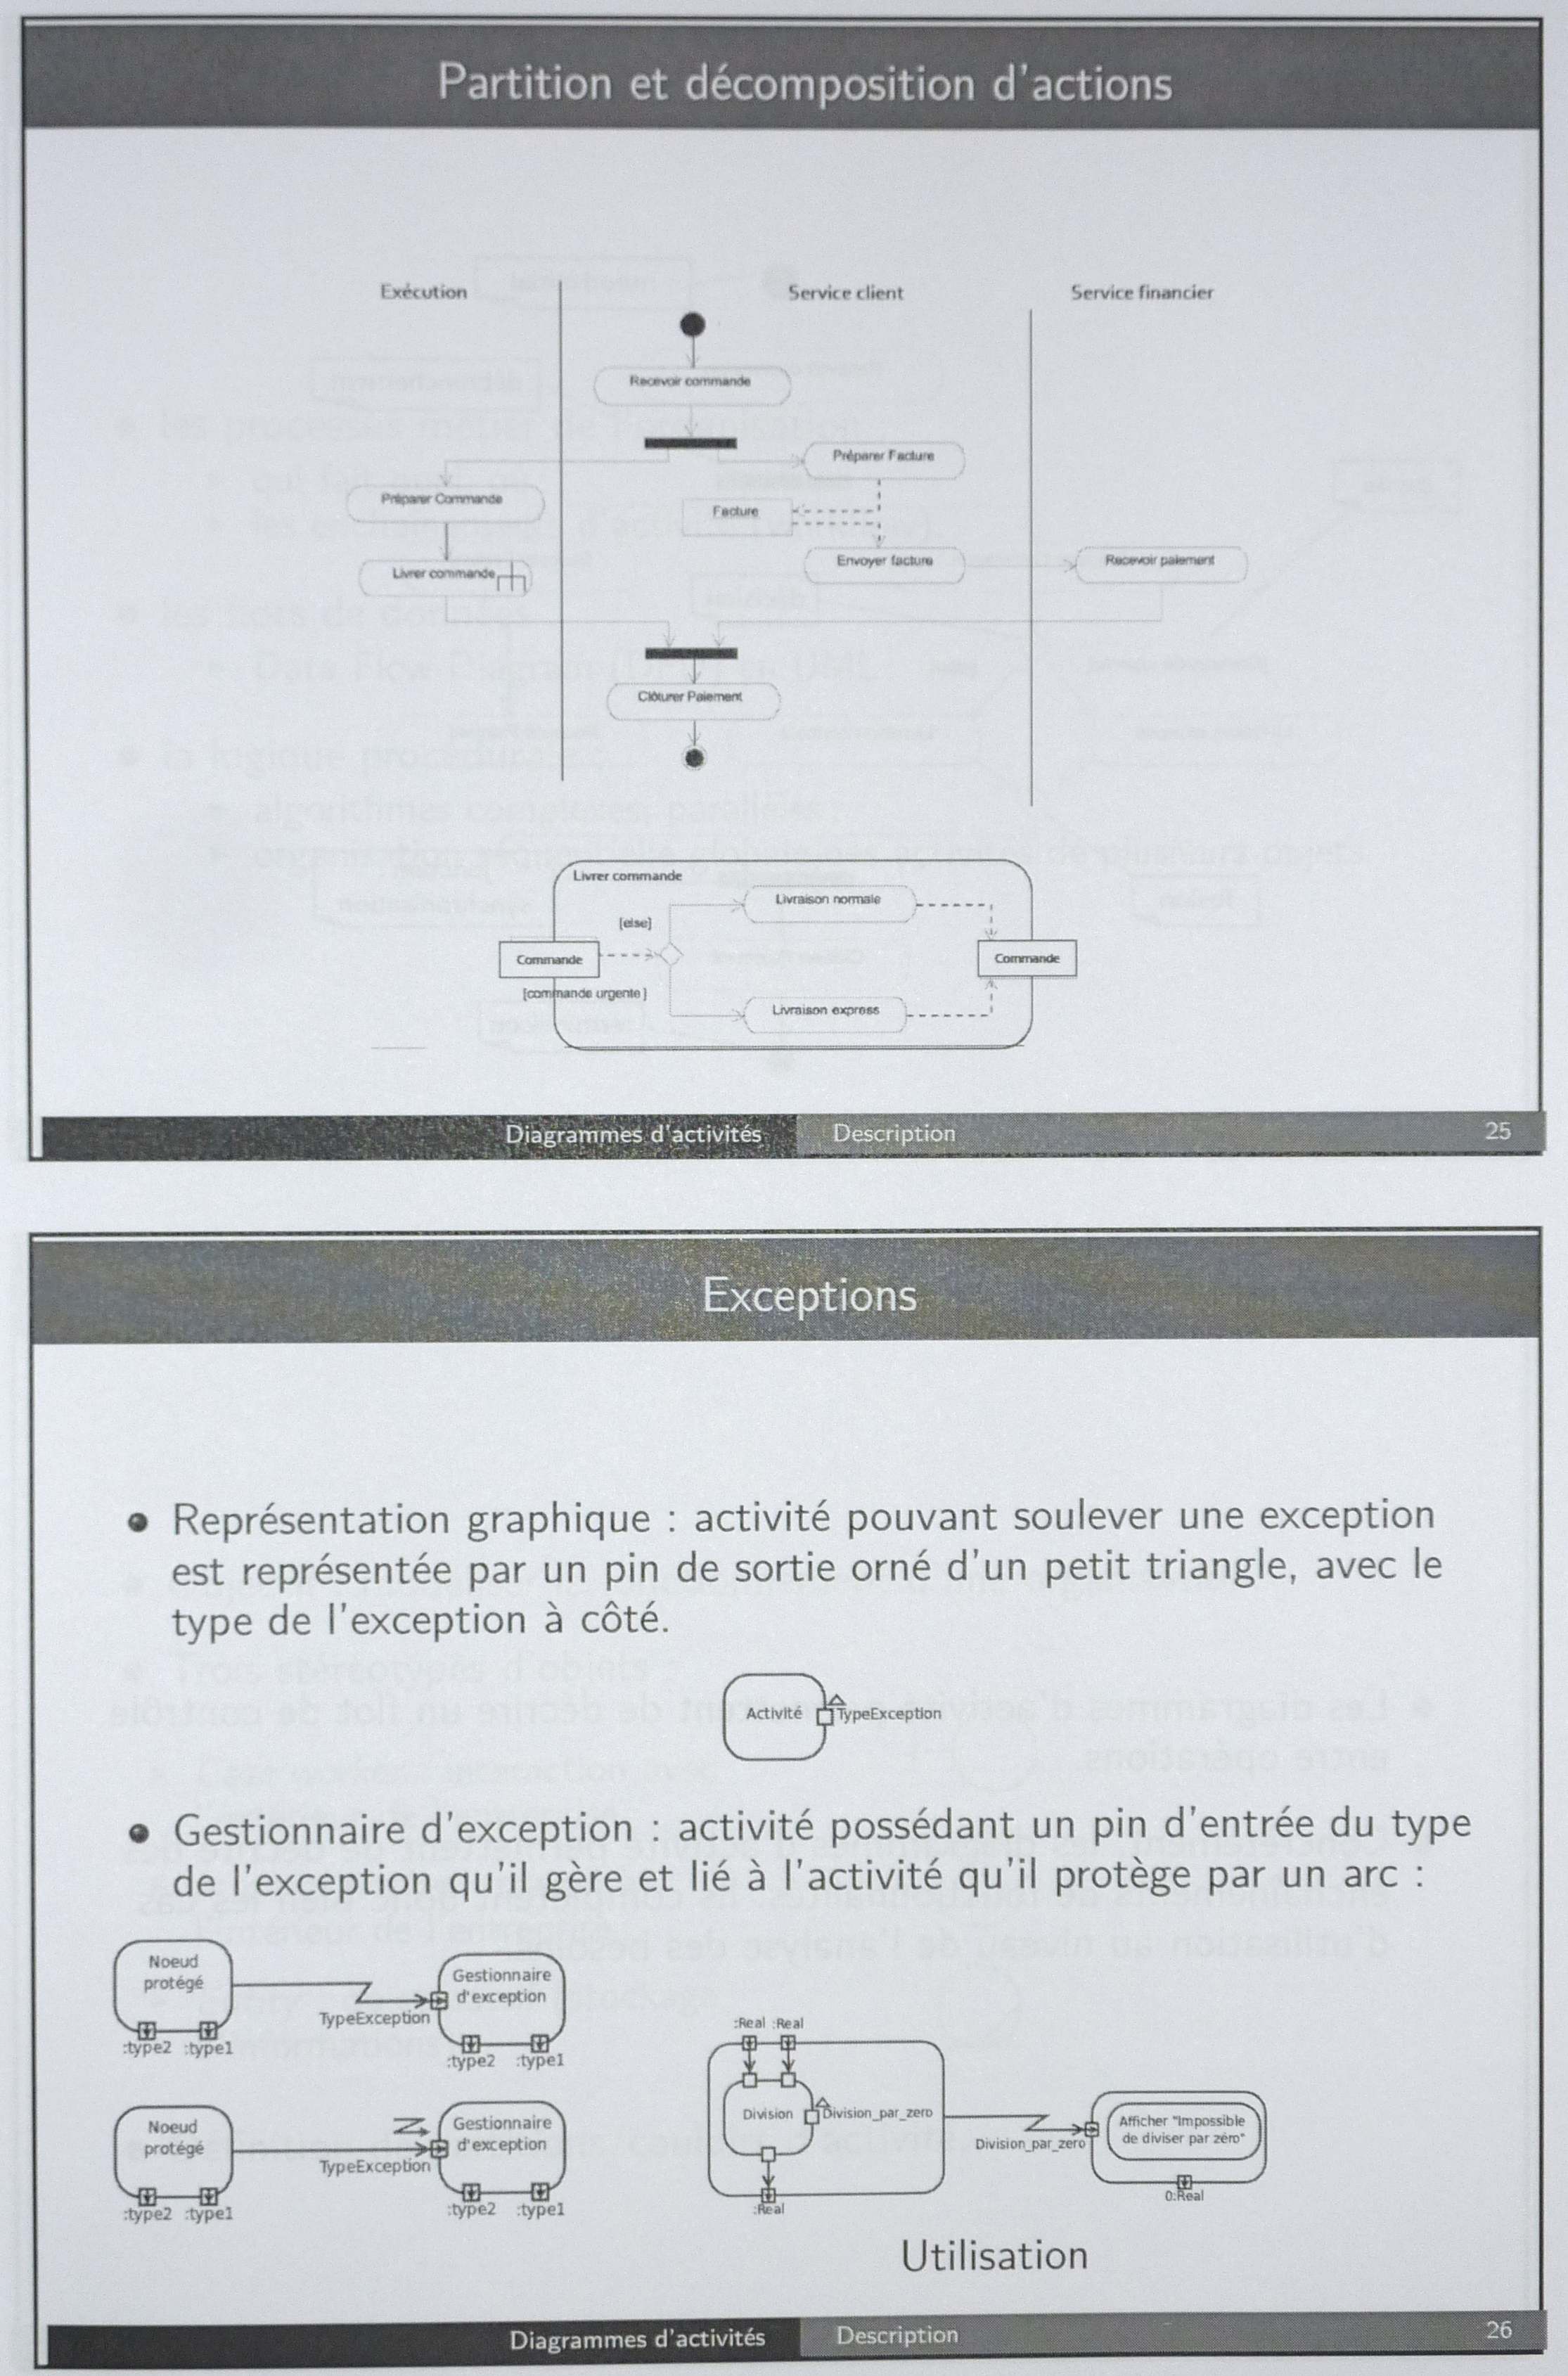 Partition et décomposition d'actions
Exécution
Service client
Service financier
Recevoir commande
Préparer Facture
Préparer Commande
Facture
Livrer commande
Envoyer facture
Recevoir paiement
Clôturer Paiement
Livrer commande
Livraison normale
[else]
Commande
Commande
[commande urgente]
Livraison express
Diagrammes d'activités
Description
25
Exceptions
Représentation graphique : activité pouvant soulever une exception
est représentée par un pin de sortie orné d'un petit triangle, avec le
type de l'exception à côté.
Activité
TypeException
Gestionnaire d'exception : activité possédant un pin d'entrée du type
de l'exception qu'il gère et lié à l'activité qu'il protège par un arc :
Noeud
protégé
Gestionnaire
d'exception
TypeException
:type2 :type1
:type2 :type1
Noeud
protégé
Gestionnaire
d'exception
TypeException
:type2 :type1
:type2 :type1
:Real :Real
Division
Division_par_zero
:Real
Division_par_zero
Afficher "Impossible
de diviser par zéro"
0:Real
Utilisation
Diagrammes d'activités
Description
26